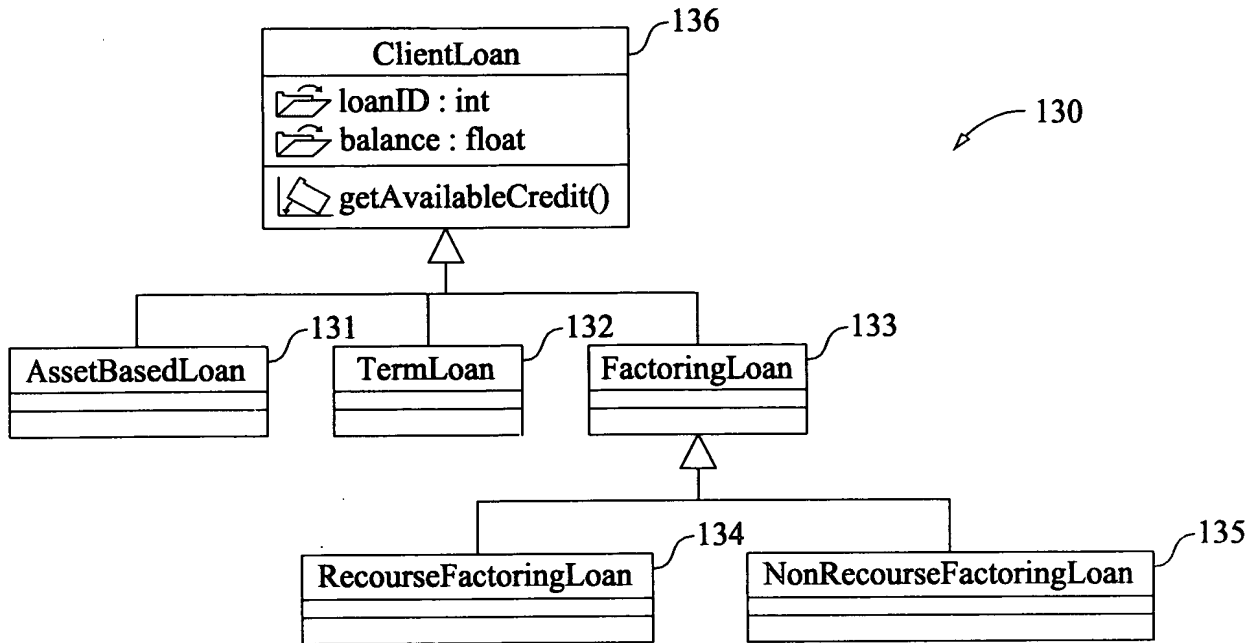 136
ClientLoan
loanID : int
balance : float
getAvailableCredit()
130
131
132
133
AssetBasedLoan
TermLoan
FactoringLoan
134
135
RecourseFactoringLoan
NonRecourseFactoringLoan